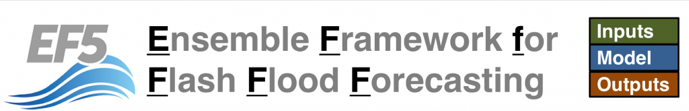 EF5
Ensemble Framework for
Flash Flood Forecasting
Inputs
Model
Outputs